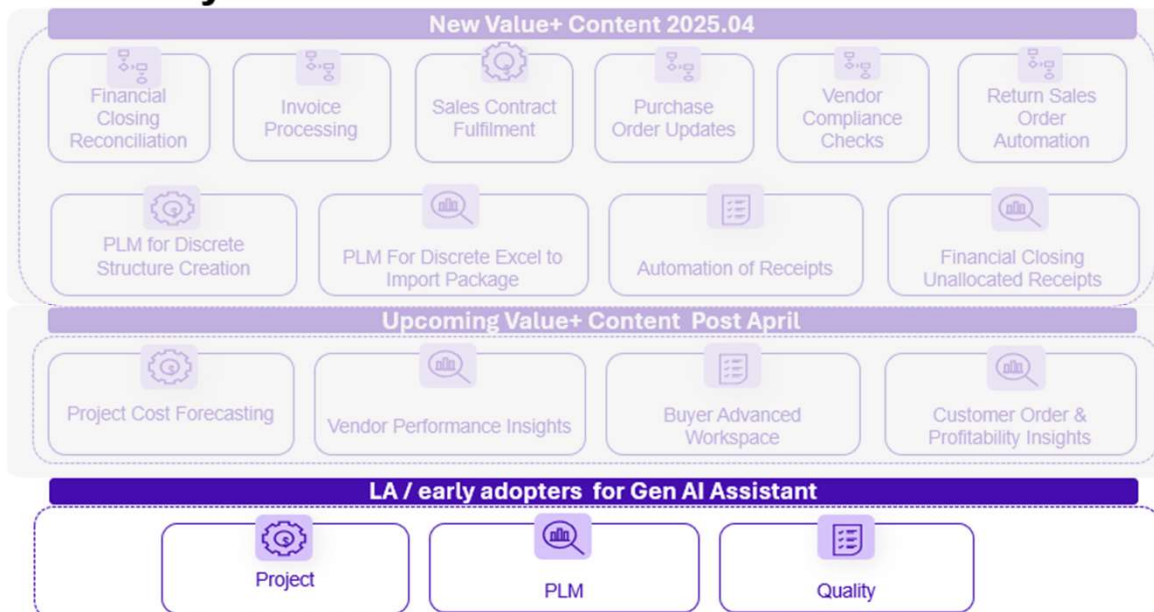 New Value+ Content 2025.04
Financial
Closing
Reconciliation
Invoice
Processing
Sales Contract
Fulfilment
Purchase
Order Updates
Vendor
Compliance
Checks
Return Sales
Order
Automation
PLM for Discrete
Structure Creation
PLM For Discrete Excel to
Import Package
Automation of Receipts
Financial Closing
Unallocated Receipts
Upcoming Value+ Content Post April
Project Cost Forecasting
Vendor Performance Insights
Buyer Advanced
Workspace
Customer Order &
Profitability Insights
LA / early adopters for Gen AI Assistant
Project
PLM
Quality